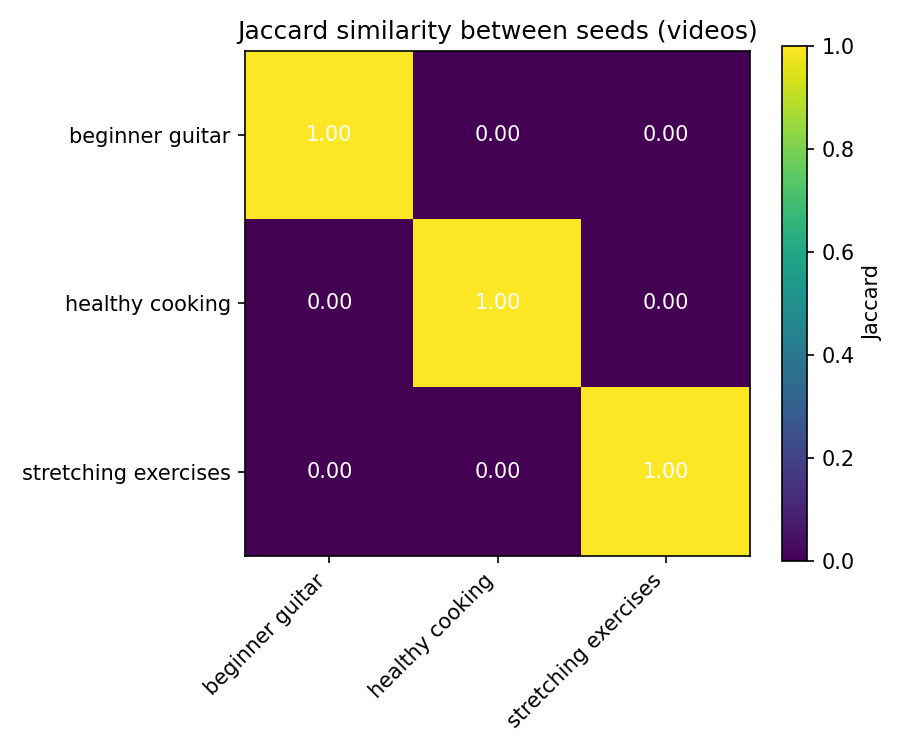 Jaccard similarity between seeds (videos)
beginner guitar
1.00 0.00 0.00
healthy cooking
0.00 1.00 0.00
stretching exercises
0.00 0.00 1.00
beginner guitar
healthy cooking
stretching exercises
1.0
0.8
0.6
0.4
0.2
0.0
Jaccard